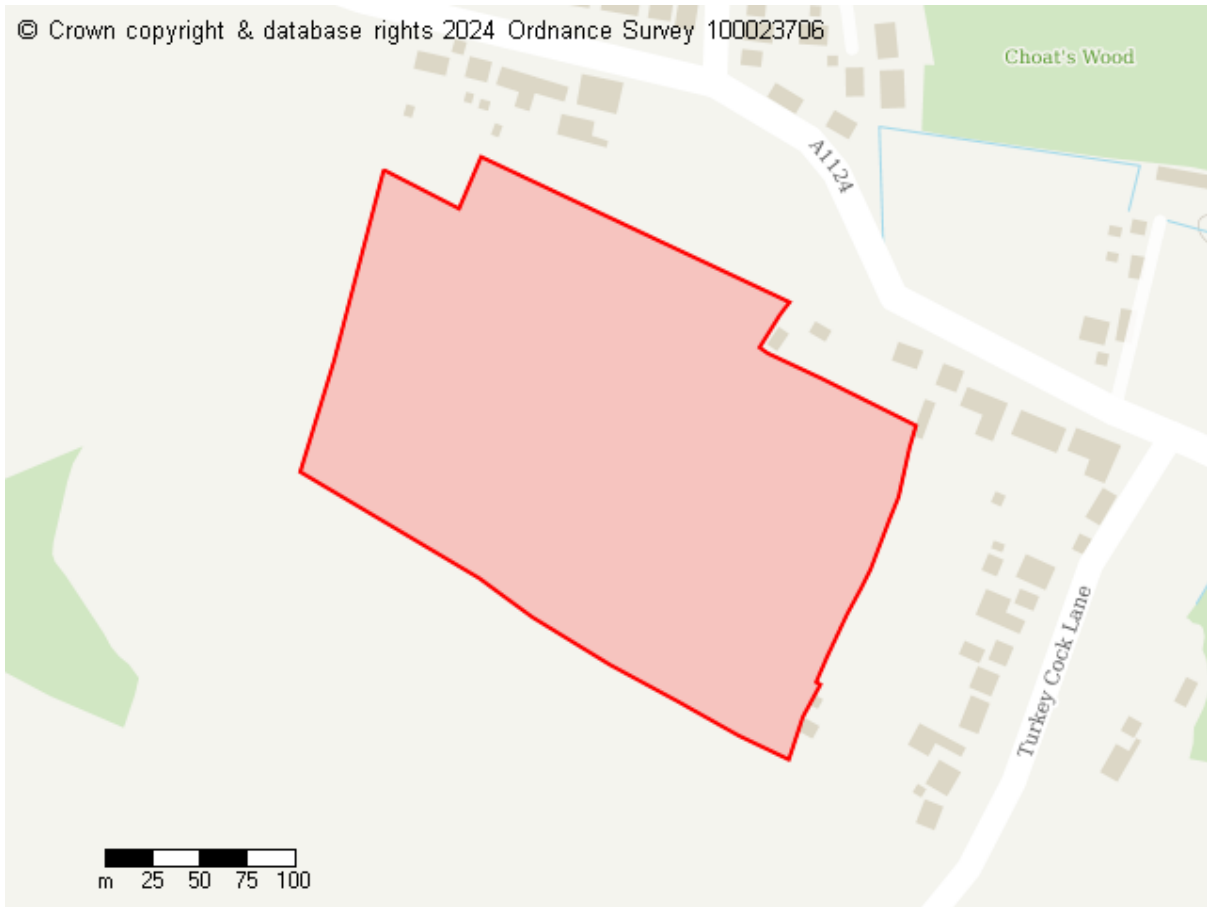 © Crown copyright & database rights 2024 Ordnance Survey 100023706
Choat's Wood
A1124
Turkey Cock Lane
m 25 50 75 100